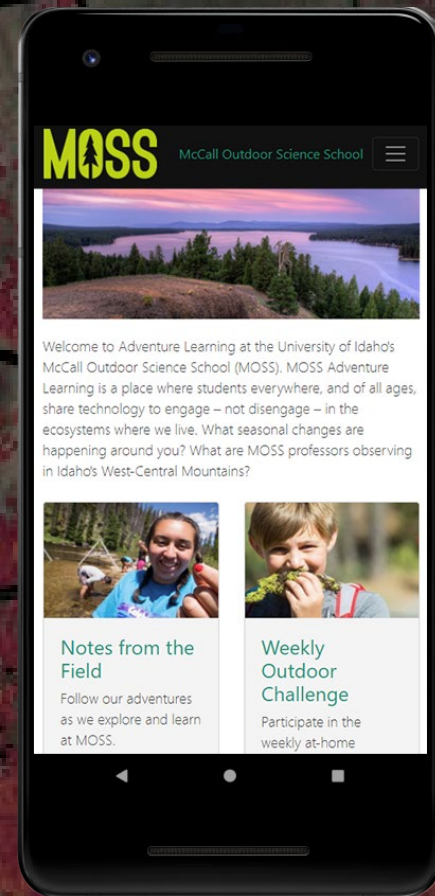 MOSS
McCall Outdoor Science School
Welcome to Adventure Learning at the University of Idaho's
McCall Outdoor Science School (MOSS). MOSS Adventure
Learning is a place where students everywhere, and of all ages,
share technology to engage – not disengage – in the
ecosystems where we live. What seasonal changes are
happening around you? What are MOSS professors observing
in Idaho's West-Central Mountains?
Notes from the
Field
Follow our adventures
as we explore and learn
at MOSS.
Weekly
Outdoor
Challenge
Participate in the
weekly at-home